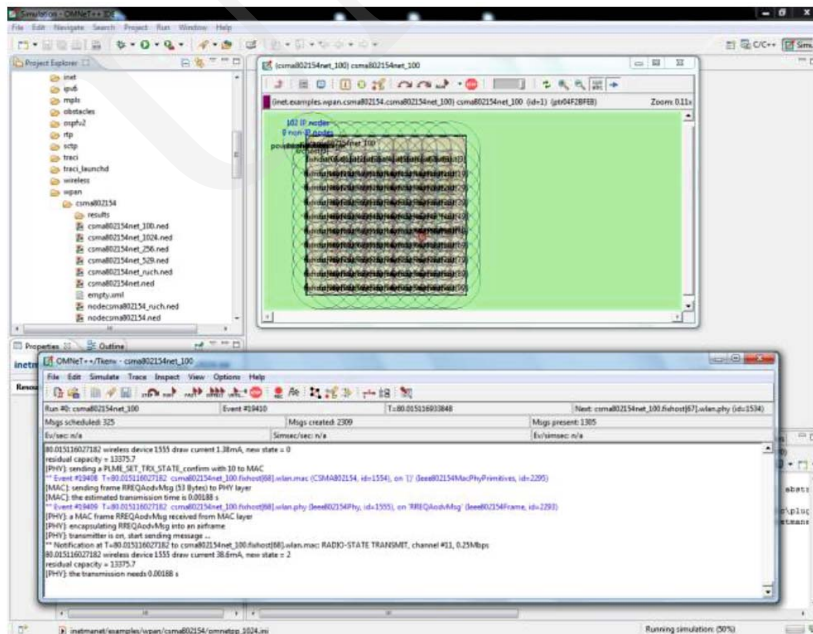 Simulation - OMNeT++ IDE
File Edit Navigate Search Project Run Window Help
C/C++ Simu
Project Explorer
inet
ipv6
mpls
obstacles
ospfv2
rtp
sctp
traci
traci_launchd
wireless
wpan
csma802154
results
csma802154net_100.ned
csma802154net_1024.ned
csma802154net_256.ned
csma802154net_529.ned
csma802154net_ruch.ned
csma802154net.ned
empty.xml
nodecsma802154_ruch.ned
nodecsma802154.ned
(csma802154net_100) csma802154net_100
(inet.examples.wpan.csma802154.csma802154net_100) csma802154net_100 (id=1) (ptr04F2BFE8)
Zoom: 0.11x
102 IP nodes
0 non-IP nodes
Properties Outline
OMNeT++/Tkenv - csma802154net_100
File Edit Simulate Trace Inspect View Options Help
Run #0: csma802154net_100 Event #19410 T=80.015116933848 Next: csma802154net_100.fixhost[67].wlan.phy (id=1534)
Msgs scheduled: 325 Msgs created: 2309 Msgs present: 1305
Ev/sec: n/a Simsec/sec: n/a Ev/simsec: n/a
80.015116027182 wireless device 1555 draw current 1.38mA, new state = 0
residual capacity = 13375.7
[PHY]: sending a PLME_SET_TRX_STATE_confirm with 10 to MAC
** Event #19408 T=80.015116027182 csma802154net_100.fixhost[68].wlan.mac (CSMA802154, id=1554), on '{}' (Ieee802154MacPhyPrimitives, id=2295)
[MAC]: sending frame RREQAodvMsg (53 Bytes) to PHY layer
[MAC]: the estimated transmission time is 0.00188 s
** Event #19409 T=80.015116027182 csma802154net_100.fixhost[68].wlan.phy (Ieee802154Phy, id=1555), on 'RREQAodvMsg' (Ieee802154Frame, id=2293)
[PHY]: a MAC frame RREQAodvMsg received from MAC layer
[PHY]: encapsulating RREQAodvMsg into an airframe
[PHY]: transmitter is on, start sending message ...
** Notification at T=80.015116027182 to csma802154net_100.fixhost[68].wlan.mac: RADIO-STATE TRANSMIT, channel #11, 0.25Mbps
80.015116027182 wireless device 1555 draw current 38.6mA, new state = 2
residual capacity = 13375.7
[PHY]: the transmission needs 0.00188 s
inetmanet/examples/wpan/csma802154/omnetpp_1024.ini
Running simulation: (50%)